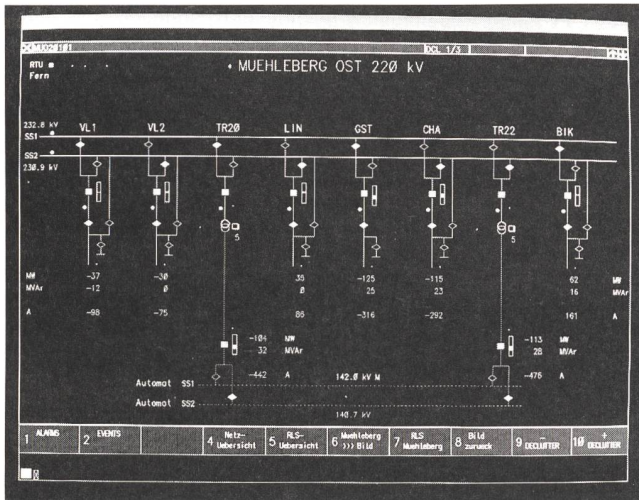 DCL 1/3
RTU
Fern
MUEHLEBERG OST 220 kV
232.8 kV VL1 VL2 TR20 LIN GST CHA TR22 BIK
SS1
SS2
230.9 kV
5 5
MW -37 -30 36 -125 -115 62 MW
MVAr -12 0 0 25 23 16 MVAr
A -98 -75 86 -316 -292 161 A
-104 MW -113 MW
32 MVAr 28 MVAr
-442 A -476 A
Automat SS1 142.0 kV M
Automat SS2
140.7 kV
1 ALARMS 2 EVENTS 4 Netz-Uebersicht 5 RLS-Uebersicht 6 Muehleberg >>> Bild 7 RLS Muehleberg 8 Bild zurueck 9 - DECLUTTER 10 + DECLUTTER